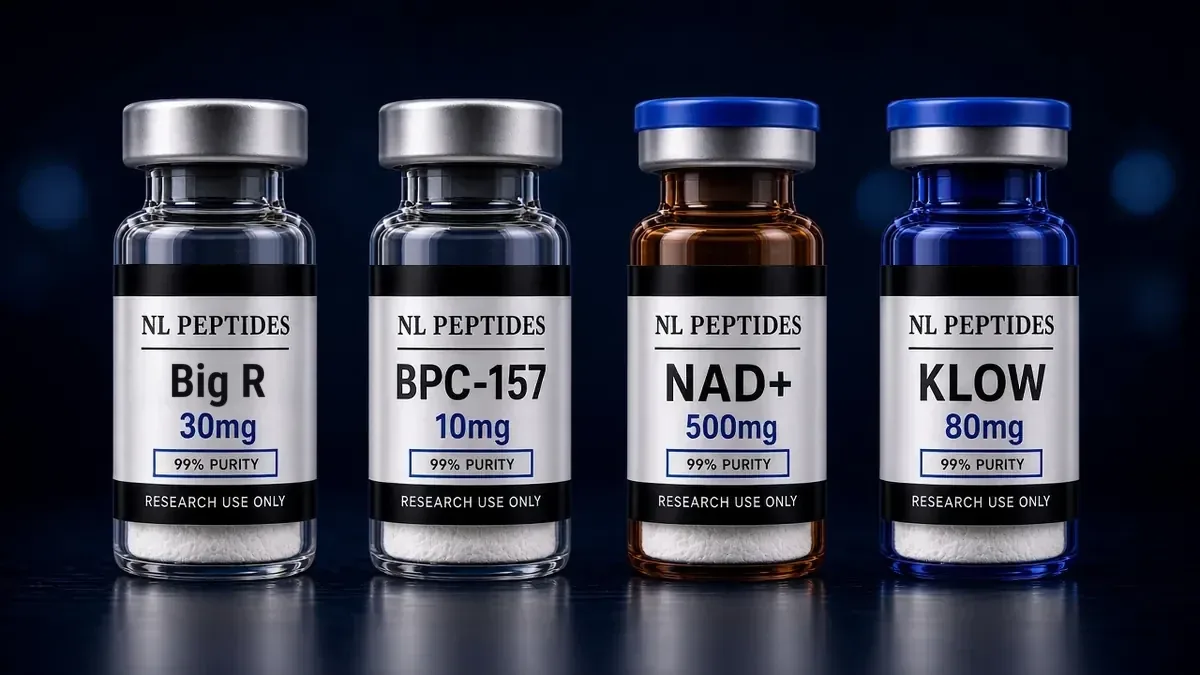 NL PEPTIDES
Big R
30mg
99% PURITY
RESEARCH USE ONLY
NL PEPTIDES
BPC-157
10mg
99% PURITY
RESEARCH USE ONLY
NL PEPTIDES
NAD+
500mg
99% PURITY
RESEARCH USE ONLY
NL PEPTIDES
KLOW
80mg
99% PURITY
RESEARCH USE ONLY